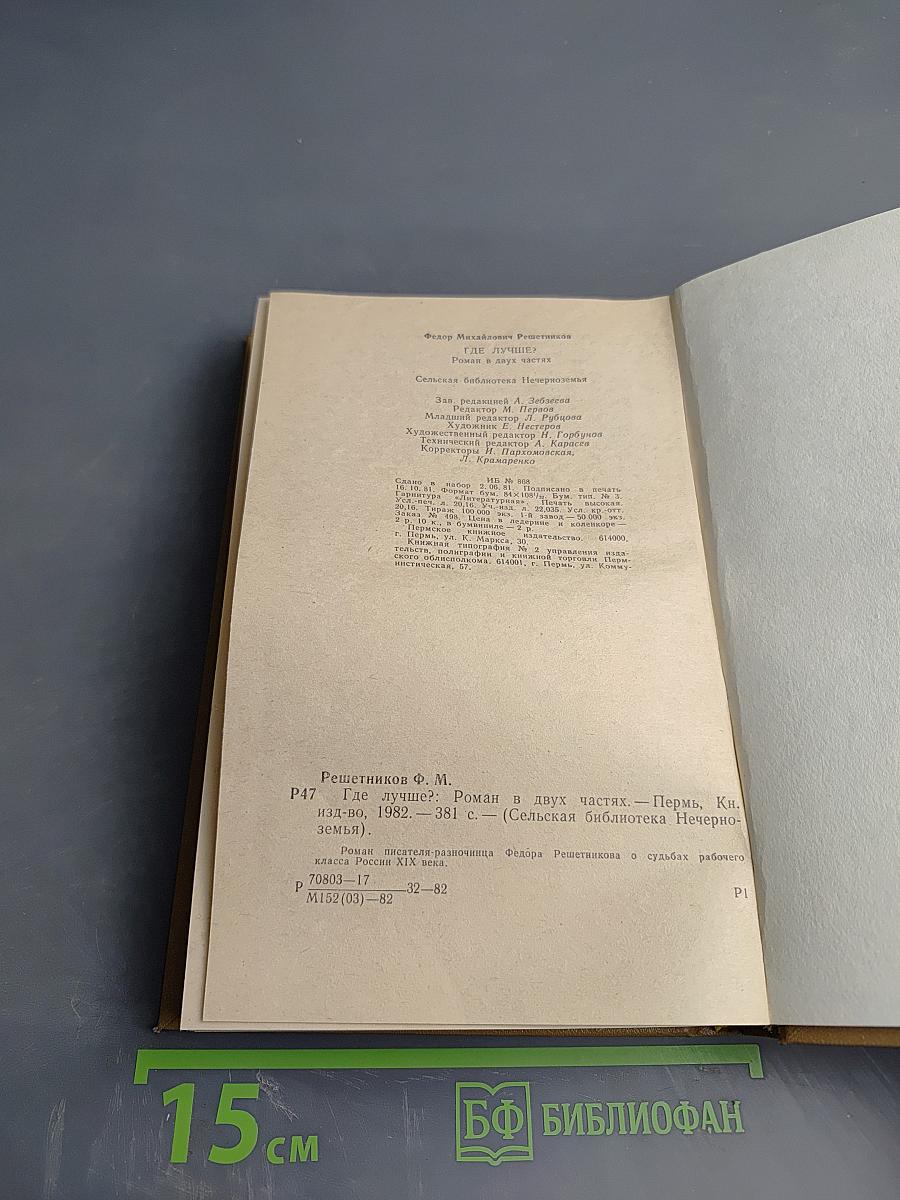 Федор Михайлович Решетников
ГДЕ ЛУЧШЕ?
Роман в двух частях
Сельская библиотека Нечерноземья
Зав. редакцией А. Зебзеева
Редактор М. Первов
Младший редактор Л. Рубцова
Художник Е. Нестеров
Художественный редактор Н. Горбунов
Технический редактор А. Карасев
Корректоры И. Пархомовская,
Л. Крамаренко
ИБ № 868
Сдано в набор 2.06.81. Подписано в печать
16.10.81. Формат бум. 84×108¹/₃₂. Бум. тип. № 3.
Гарнитура «Литературная». Печать высокая.
Усл.-печ. л. 20,16. Уч.-изд. л. 22,035. Усл. кр.-отт.
20,16. Тираж 100 000 экз. 1-й завод — 50 000 экз.
Заказ № 498. Цена в ледерине и коленкоре —
2 р. 10 к., в бумвиниле — 2 р.
Пермское книжное издательство. 614000,
г. Пермь, ул. К. Маркса, 30.
Книжная типография № 2 управления изда-
тельств, полиграфии и книжной торговли Перм-
ского облисполкома. 614001, г. Пермь, ул. Комму-
нистическая, 57.
Решетников Ф. М.
Р47 Где лучше?: Роман в двух частях. — Пермь, Кн.
изд-во, 1982. — 381 с. — (Сельская библиотека Нечерно-
земья).
Роман писателя-разночинца Федора Решетникова о судьбах рабочего
класса России XIX века.
Р 70803—17 32—82
М152(03)—82 Р1
15 см
БФ БИБЛИОФАН